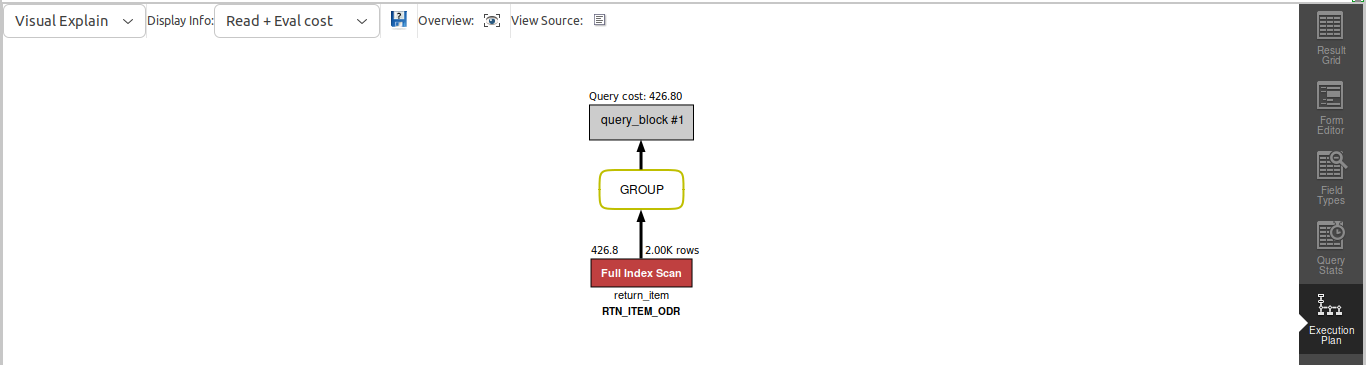 Visual Explain
Display Info:
Read + Eval cost
Overview:
View Source:
Query cost: 426.80
query_block #1
GROUP
426.8
2.00K rows
Full Index Scan
return_item
RTN_ITEM_ODR
Result
Grid
Form
Editor
Field
Types
Query
Stats
Execution
Plan